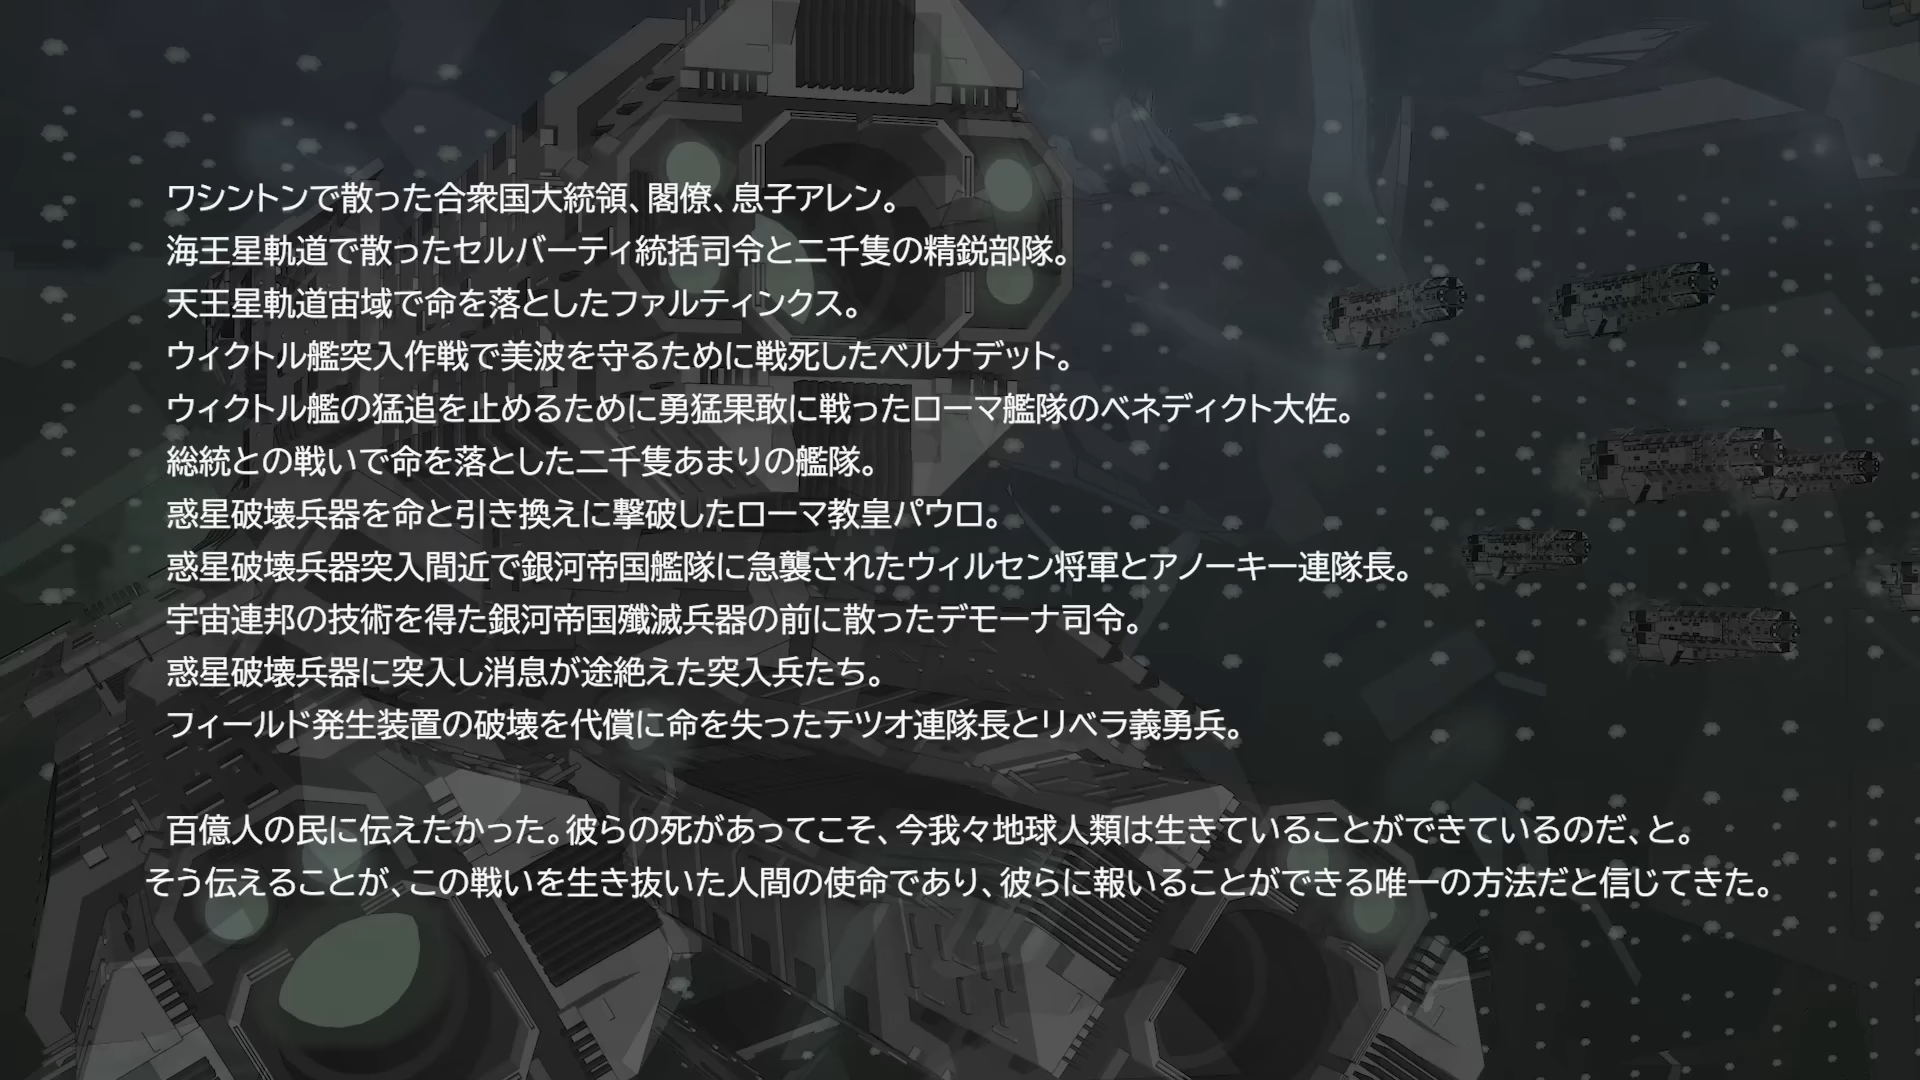 ワシントンで散った合衆国大統領、閣僚、息子アレン。
海王星軌道で散ったセルバーティ統括司令と二千隻の精鋭部隊。
天王星軌道宙域で命を落としたファルティンクス。
ウィクトル艦突入作戦で美波を守るために戦死したベルナデット。
ウィクトル艦の猛追を止めるために勇猛果敢に戦ったローマ艦隊のベネディクト大佐。
総統との戦いで命を落とした二千隻あまりの艦隊。
惑星破壊兵器を命と引き換えに撃破したローマ教皇パウロ。
惑星破壊兵器突入間近で銀河帝国艦隊に急襲されたウィルセン将軍とアノーキー連隊長。
宇宙連邦の技術を得た銀河帝国殲滅兵器の前に散ったデモーナ司令。
惑星破壊兵器に突入し消息が途絶えた突入兵たち。
フィールド発生装置の破壊を代償に命を失ったテツオ連隊長とリベラ義勇兵。
百億人の民に伝えたかった。彼らの死があってこそ、今我々地球人類は生きていることができているのだ、と。
そう伝えることが、この戦いを生き抜いた人間の使命であり、彼らに報いることができる唯一の方法だと信じてきた。